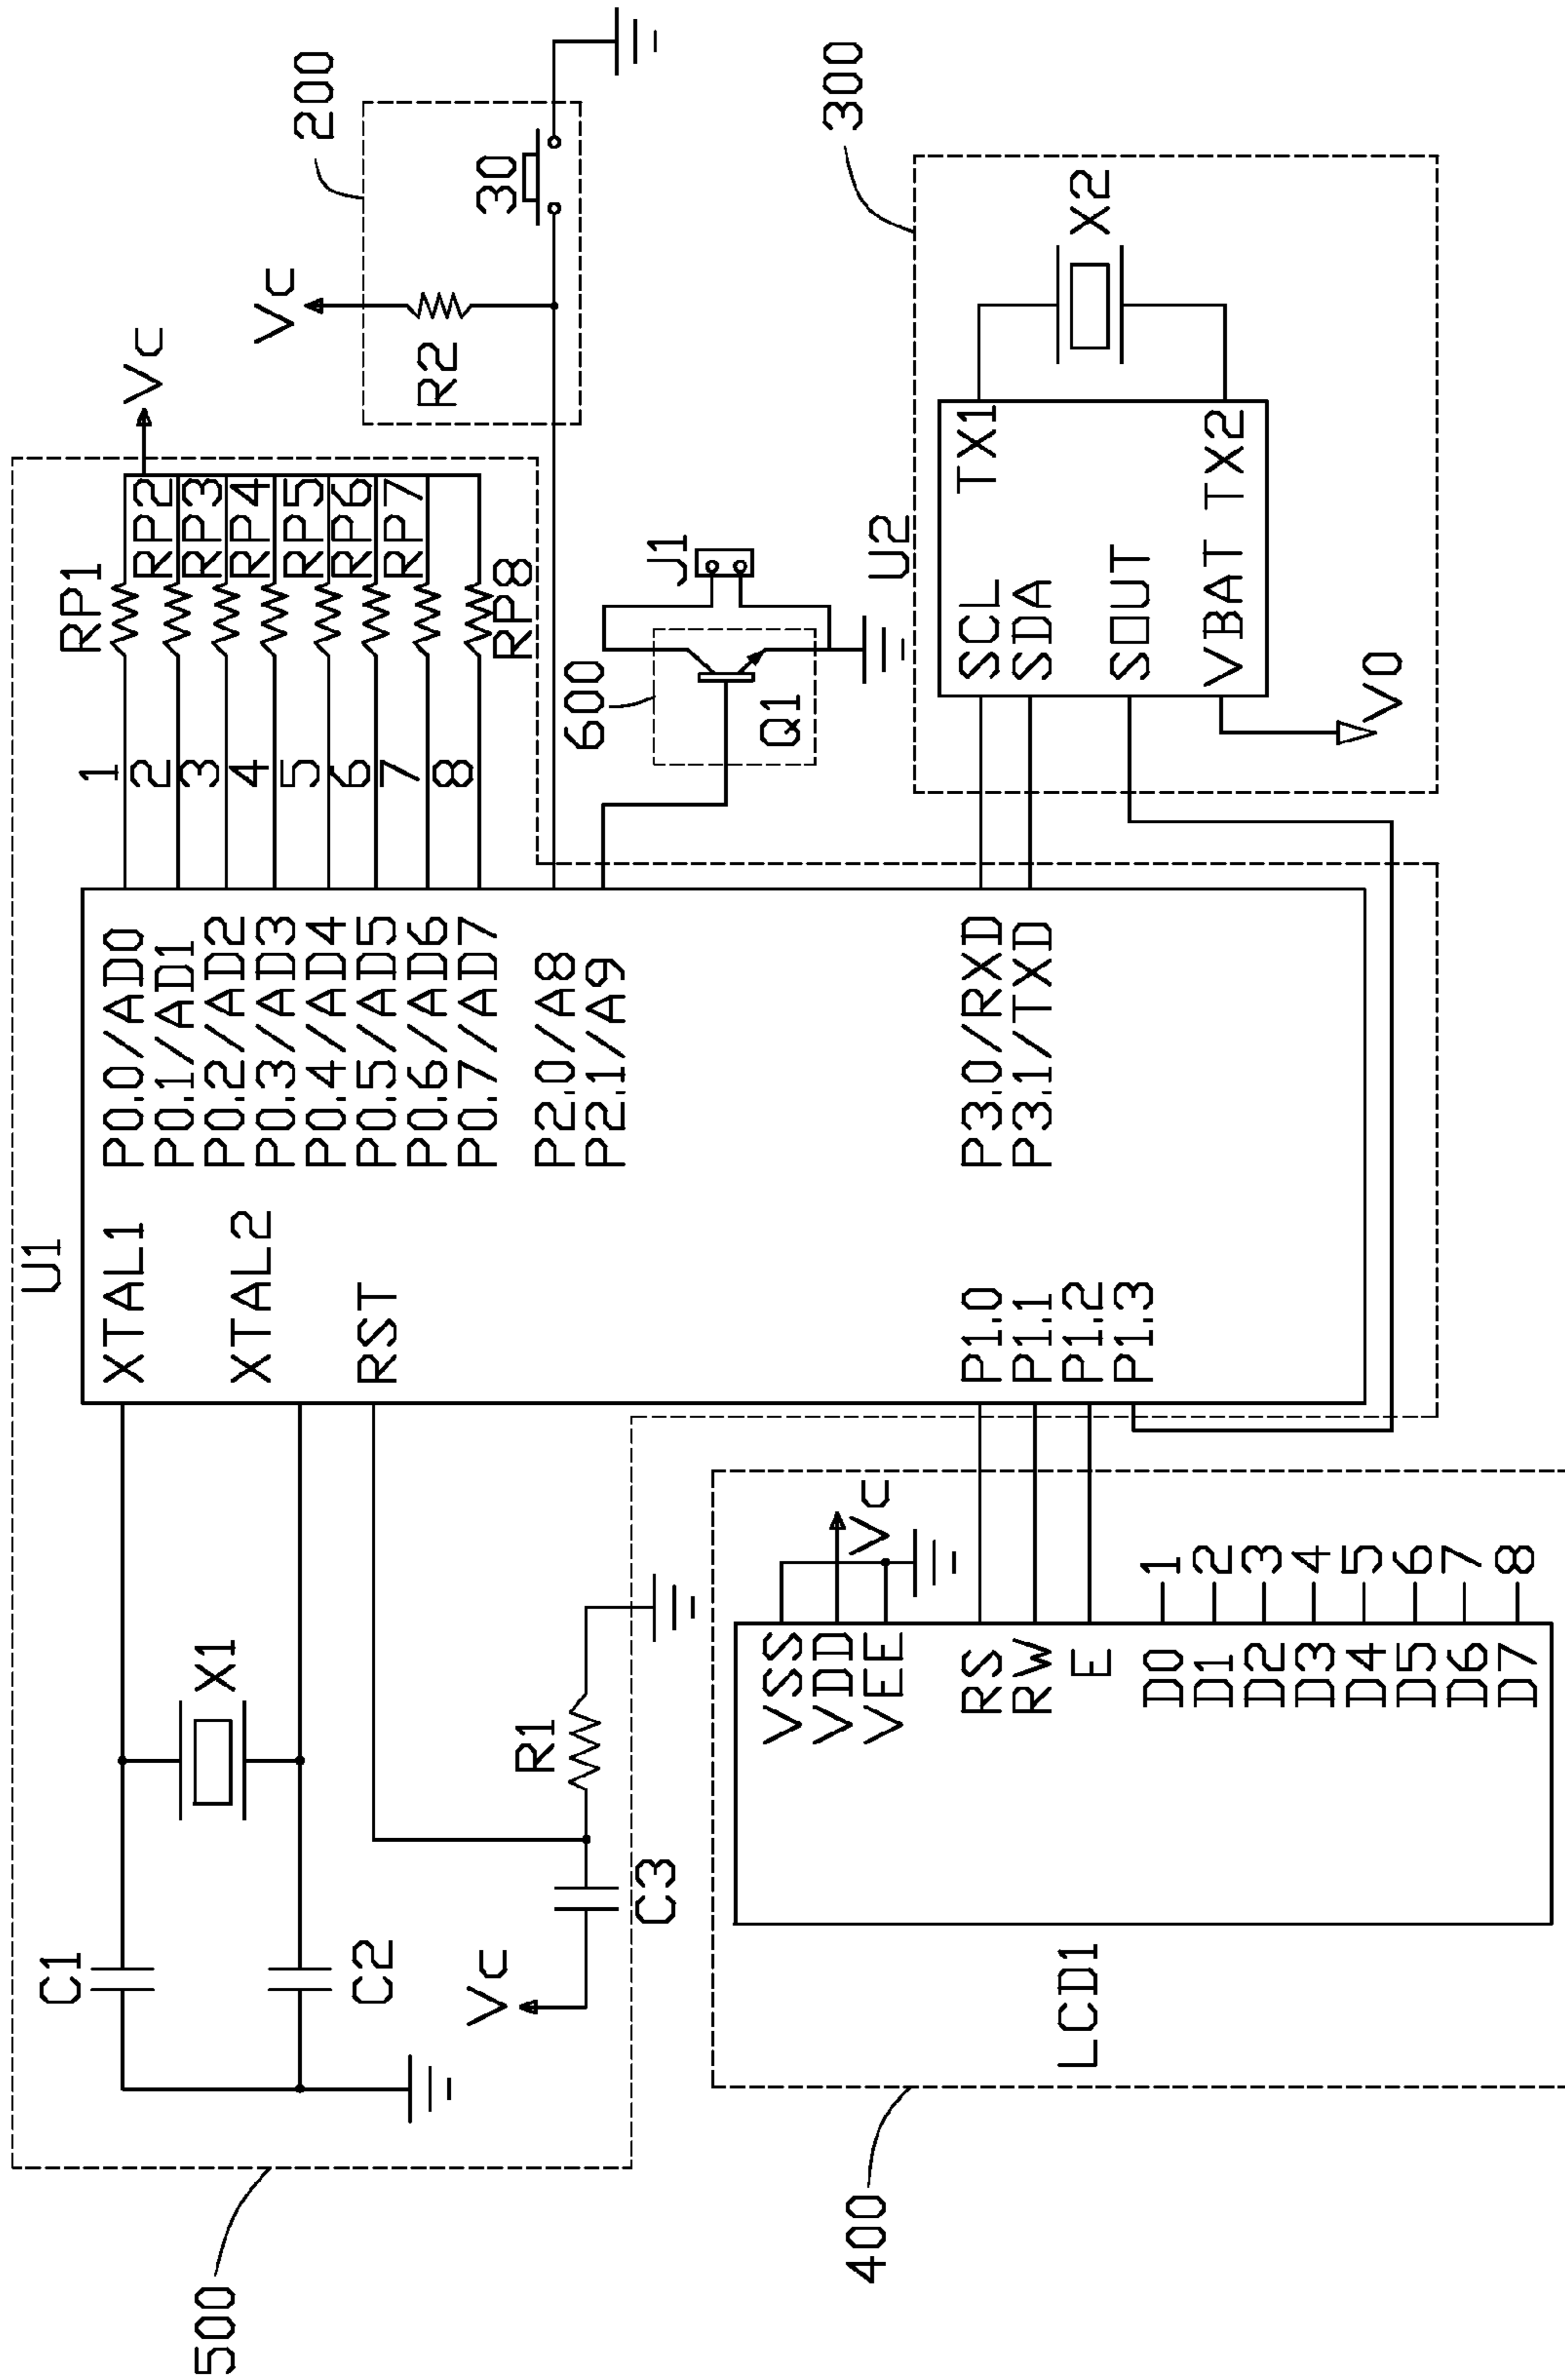 500
U1
C1
X1
C2
Vc
C3
R1
XTAL1
XTAL2
RST
P0.0/AD0
P0.1/AD1
P0.2/AD2
P0.3/AD3
P0.4/AD4
P0.5/AD5
P0.6/AD6
P0.7/AD7
P2.0/A8
P2.1/A9
P3.0/RXD
P3.1/TXD
P1.0
P1.1
P1.2
P1.3
1
2
3
4
5
6
7
8
RP1
RP2
RP3
RP4
RP5
RP6
RP7
RP8
Vc
200
Vc
R2
30
600
Q1
J1
300
U2
SCL
SDA
SOUT
VBAT
TX1
TX2
X2
V0
400
LCD1
VSS
VDD
VEE
Vc
RS
RW
E
D0
D1
D2
D3
D4
D5
D6
D7
1
2
3
4
5
6
7
8